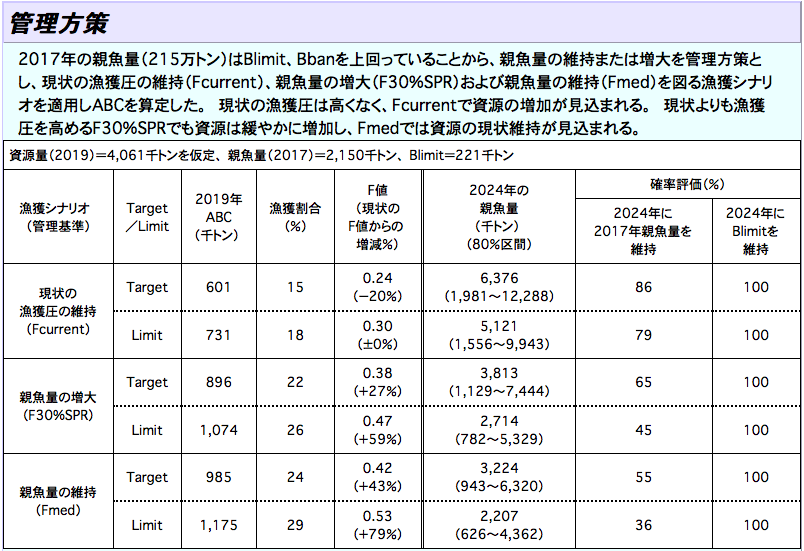 管理方策
2017年の親魚量（215万トン）はBlimit、Bbanを上回っていることから、親魚量の維持または増大を管理方策と
し、現状の漁獲圧の維持（Fcurrent）、親魚量の増大（F30%SPR）および親魚量の維持（Fmed）を図る漁獲シナリ
オを適用しABCを算定した。 現状の漁獲圧は高くなく、Fcurrentで資源の増加が見込まれる。 現状よりも漁獲
圧を高めるF30%SPRでも資源は緩やかに増加し、Fmedでは資源の現状維持が見込まれる。
資源量（2019）＝4,061千トンを仮定、親魚量（2017）＝2,150千トン、Blimit＝221千トン
漁獲シナリオ
（管理基準）
Target
／Limit
2019年
ABC
（千トン）
漁獲割合
（%）
F値
（現状の
F値からの
増減%）
2024年の
親魚量
（千トン）
（80%区間）
確率評価（%）
2024年に
2017年親魚量を
維持
2024年に
Blimitを
維持
現状の
漁獲圧の維持
（Fcurrent）
Target
601
15
0.24
（−20%）
6,376
（1,981～12,288）
86
100
Limit
731
18
0.30
（±0%）
5,121
（1,556～9,943）
79
100
親魚量の増大
（F30%SPR）
Target
896
22
0.38
（+27%）
3,813
（1,129～7,444）
65
100
Limit
1,074
26
0.47
（+59%）
2,714
（782～5,329）
45
100
親魚量の維持
（Fmed）
Target
985
24
0.42
（+43%）
3,224
（943～6,320）
55
100
Limit
1,175
29
0.53
（+79%）
2,207
（626～4,362）
36
100